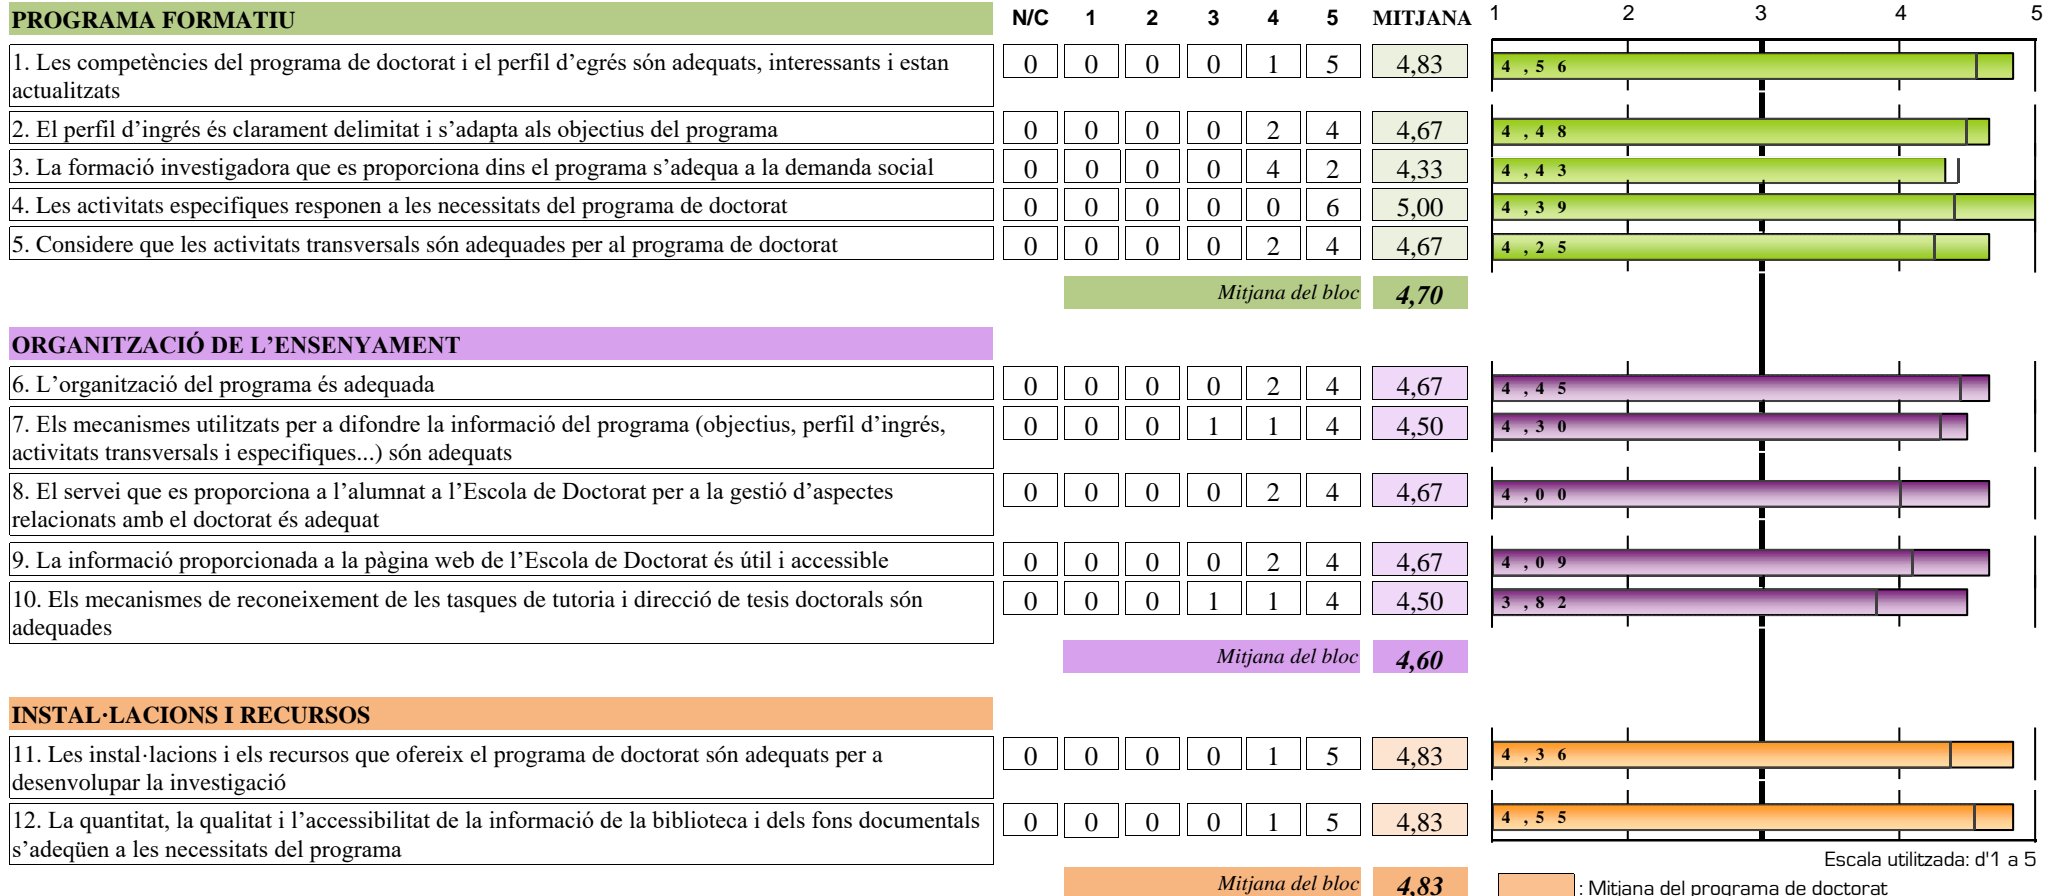 PROGRAMA FORMATIU N/C 1 2 3 4 5 MITJANA 1 2 3 4 5
1. Les competències del programa de doctorat i el perfil d’egrés són adequats, interessants i estan 0 0 0 0 1 5 4,83 4,56
actualitzats
2. El perfil d’ingrés és clarament delimitat i s’adapta als objectius del programa 0 0 0 0 2 4 4,67 4,48
3. La formació investigadora que es proporciona dins el programa s’adequa a la demanda social 0 0 0 0 4 2 4,33 4,43
4. Les activitats especifiques responen a les necessitats del programa de doctorat 0 0 0 0 0 6 5,00 4,39
5. Considere que les activitats transversals són adequades per al programa de doctorat 0 0 0 0 2 4 4,67 4,25
Mitjana del bloc 4,70
ORGANITZACIÓ DE L’ENSENYAMENT
6. L’organització del programa és adequada 0 0 0 0 2 4 4,67 4,45
7. Els mecanismes utilitzats per a difondre la informació del programa (objectius, perfil d’ingrés, 0 0 0 1 1 4 4,50 4,30
activitats transversals i especifiques...) són adequats
8. El servei que es proporciona a l’alumnat a l’Escola de Doctorat per a la gestió d’aspectes 0 0 0 0 2 4 4,67 4,00
relacionats amb el doctorat és adequat
9. La informació proporcionada a la pàgina web de l’Escola de Doctorat és útil i accessible 0 0 0 0 2 4 4,67 4,09
10. Els mecanismes de reconeixement de les tasques de tutoria i direcció de tesis doctorals són 0 0 0 1 1 4 4,50 3,82
adequades
Mitjana del bloc 4,60
INSTAL·LACIONS I RECURSOS
11. Les instal·lacions i els recursos que ofereix el programa de doctorat són adequats per a 0 0 0 0 1 5 4,83 4,36
desenvolupar la investigació
12. La quantitat, la qualitat i l’accessibilitat de la informació de la biblioteca i dels fons documentals 0 0 0 0 1 5 4,83 4,55
s’adeqüen a les necessitats del programa
Escala utilitzada: d'1 a 5
Mitjana del bloc 4,83 : Mitjana del programa de doctorat